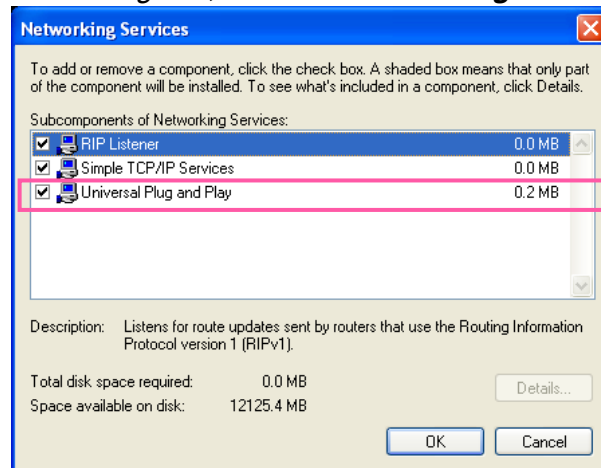 Networking Services
To add or remove a component, click the check box. A shaded box means that only part
of the component will be installed. To see what's included in a component, click Details.
Subcomponents of Networking Services:
RIP Listener 0.0 MB
Simple TCP/IP Services 0.0 MB
Universal Plug and Play 0.2 MB
Description: Listens for route updates sent by routers that use the Routing Information
Protocol version 1 (RIPv1).
Total disk space required: 0.0 MB
Details...
Space available on disk: 12125.4 MB
OK Cancel